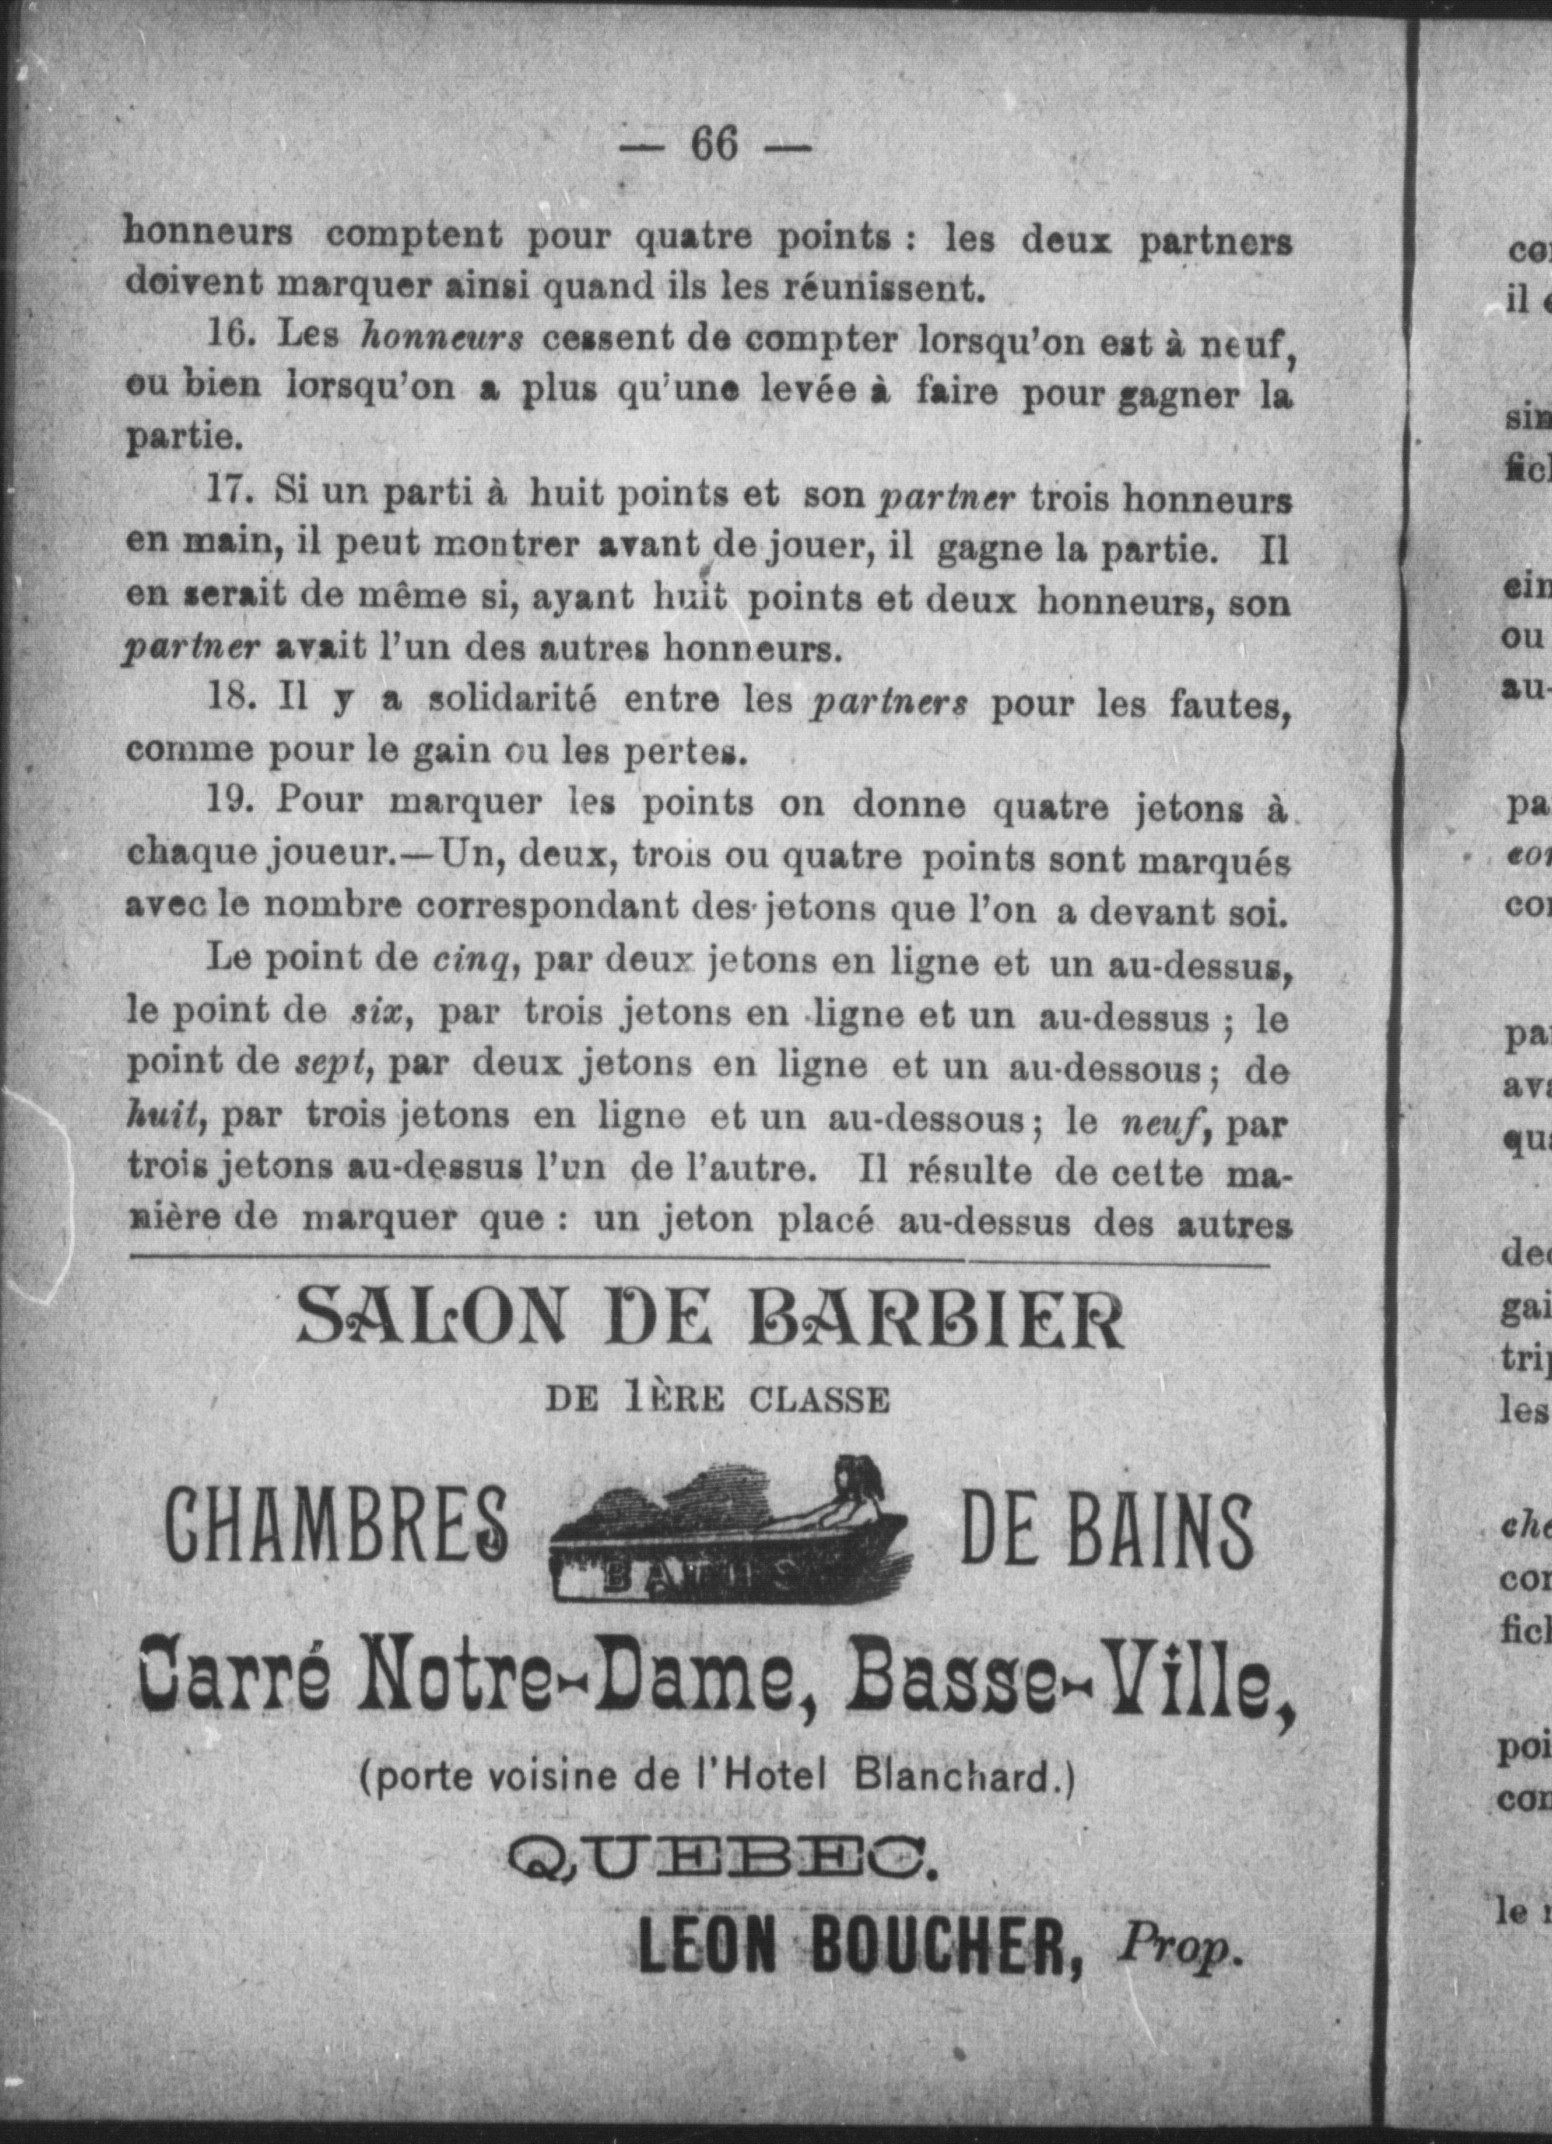 — 66 —
honneurs comptent pour quatre points : les deux partners
doivent marquer ainsi quand ils les réunissent.
16. Les honneurs cessent de compter lorsqu'on est à neuf,
ou bien lorsqu'on a plus qu'une levée à faire pour gagner la
partie.
17. Si un parti à huit points et son partner trois honneurs
en main, il peut montrer avant de jouer, il gagne la partie. Il
en serait de même si, ayant huit points et deux honneurs, son
partner avait l'un des autres honneurs.
18. Il y a solidarité entre les partners pour les fautes,
comme pour le gain ou les pertes.
19. Pour marquer les points on donne quatre jetons à
chaque joueur.—Un, deux, trois ou quatre points sont marqués
avec le nombre correspondant des jetons que l'on a devant soi.
Le point de cinq, par deux jetons en ligne et un au-dessus,
le point de six, par trois jetons en ligne et un au-dessus ; le
point de sept, par deux jetons en ligne et un au-dessous ; de
huit, par trois jetons en ligne et un au-dessous ; le neuf, par
trois jetons au-dessus l'un de l'autre. Il résulte de cette ma-
nière de marquer que : un jeton placé au-dessus des autres
SALON DE BARBIER
DE 1ÈRE CLASSE
CHAMBRES BATHS DE BAINS
Carré Notre-Dame, Basse-Ville,
(porte voisine de l'Hotel Blanchard.)
QUEBEC.
LEON BOUCHER, Prop.